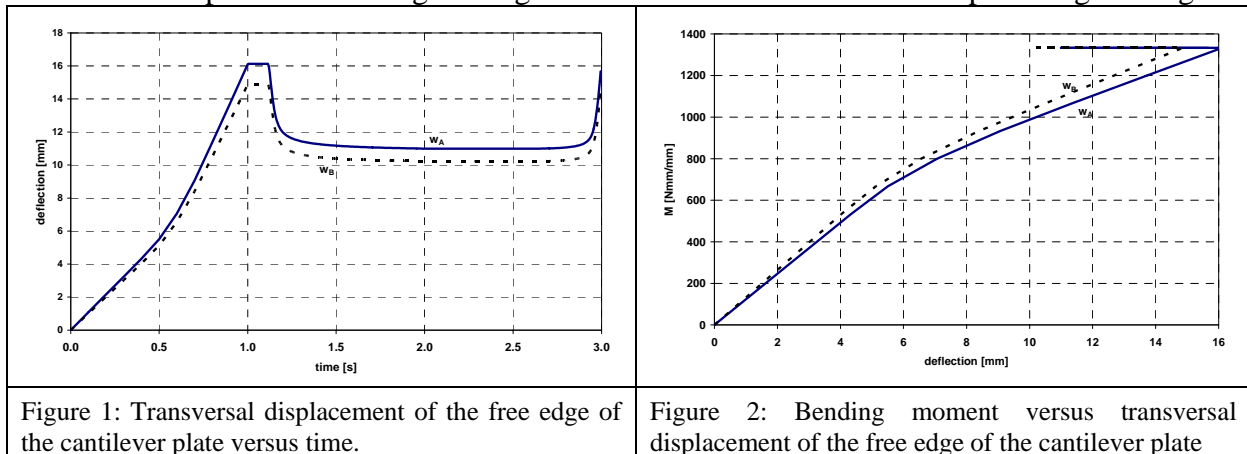 deflection [mm]
18
16
14
12
10
8
6
4
2
0
w_A
w_B
0.0 0.5 1.0 1.5 2.0 2.5 3.0
time [s]
M [Nmm/mm]
1400
1200
1000
800
600
400
200
0
w_B
w_A
0 2 4 6 8 10 12 14 16
deflection [mm]
Figure 1: Transversal displacement of the free edge of
the cantilever plate versus time.
Figure 2: Bending moment versus transversal
displacement of the free edge of the cantilever plate